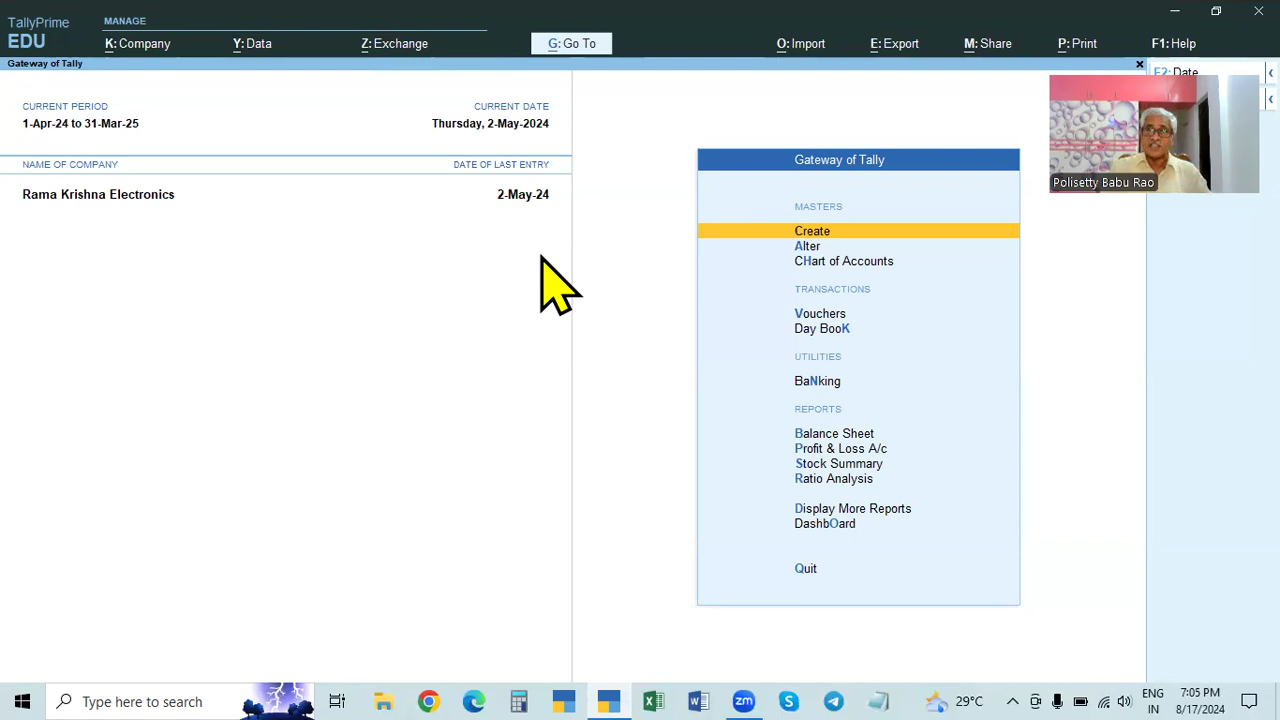 TallyPrime
EDU
MANAGE
K: Company
Y: Data
Z: Exchange
G: Go To
O: Import
E: Export
M: Share
P: Print
F1: Help
Gateway of Tally
F2: Date
CURRENT PERIOD
CURRENT DATE
1-Apr-24 to 31-Mar-25
Thursday, 2-May-2024
NAME OF COMPANY
DATE OF LAST ENTRY
Rama Krishna Electronics
2-May-24
Gateway of Tally
MASTERS
Create
Alter
CHart of Accounts
TRANSACTIONS
Vouchers
Day BooK
UTILITIES
BaNking
REPORTS
Balance Sheet
Profit & Loss A/c
Stock Summary
Ratio Analysis
Display More Reports
DashbOard
Quit
Polisetty Babu Rao
Type here to search
29°C
ENG
IN
7:05 PM
8/17/2024